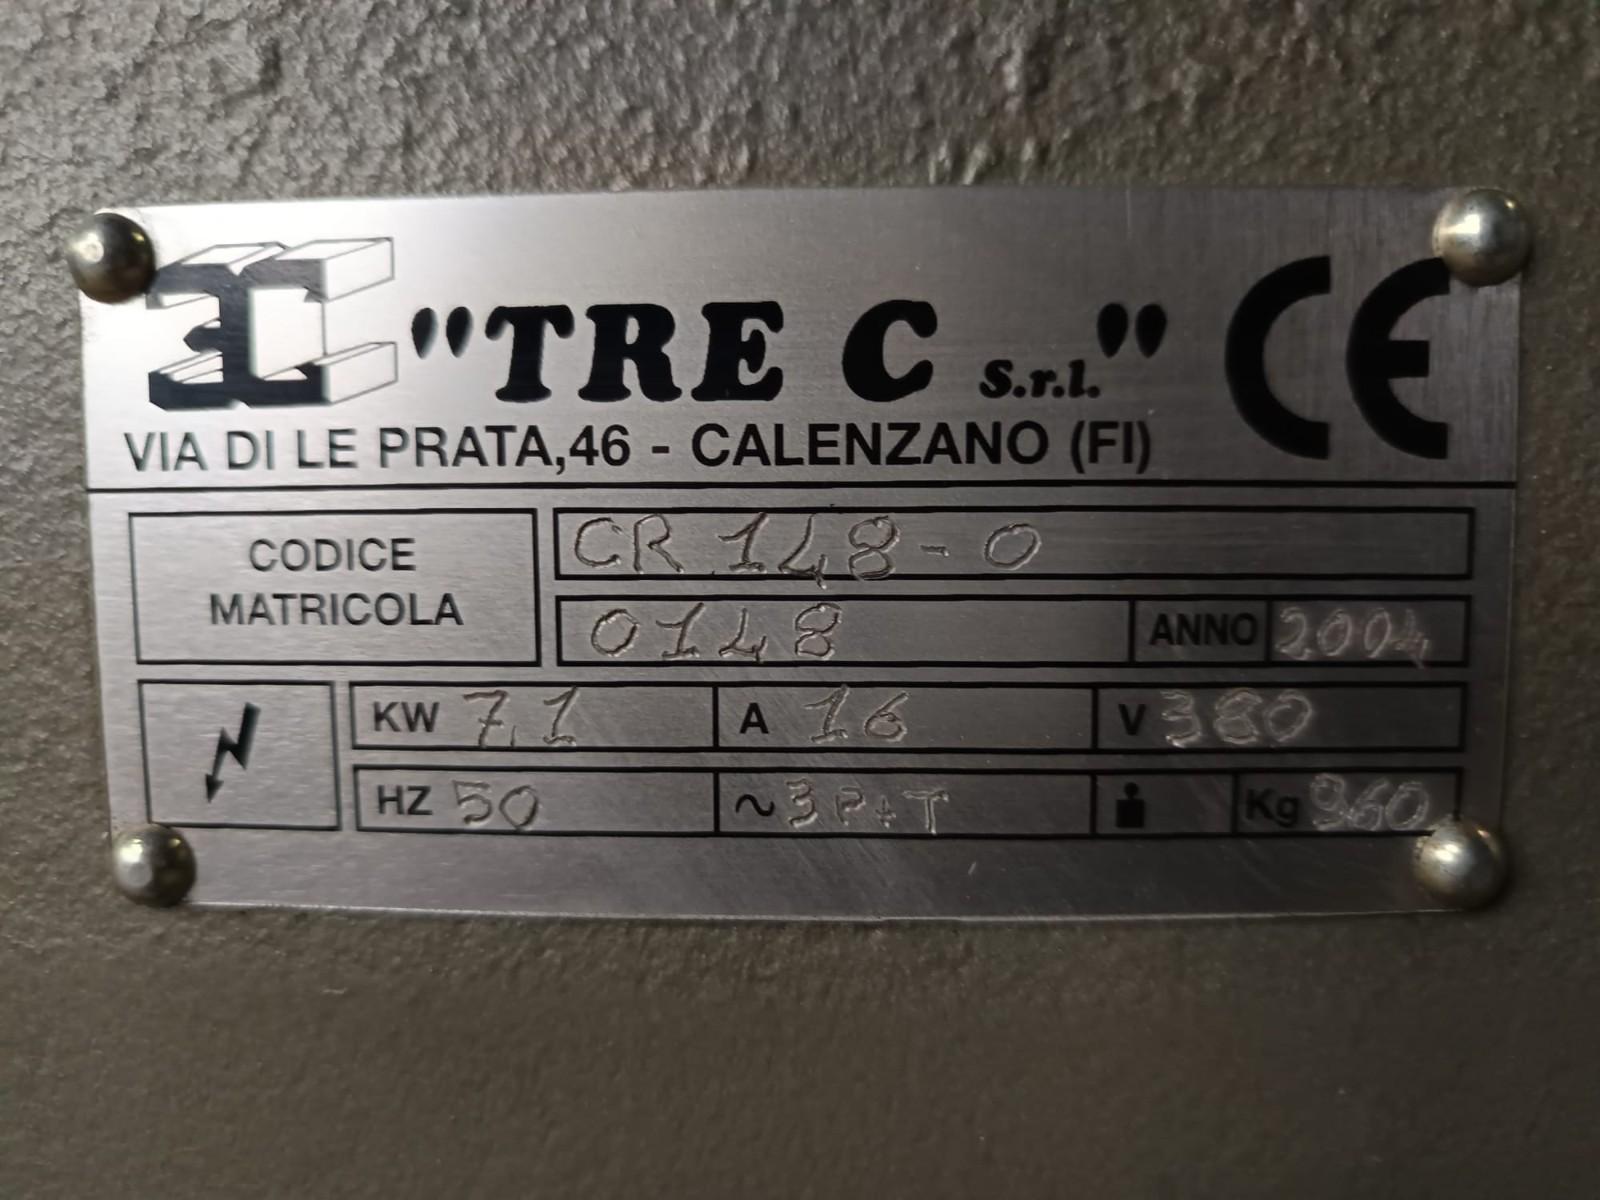 3C "TRE C S.r.l." CE
VIA DI LE PRATA,46 - CALENZANO (FI)
CODICE CR 148-0
MATRICOLA 0148 ANNO 2004
KW 7,1 A 16 V 380
HZ 50 ~ 3P+T Kg 960